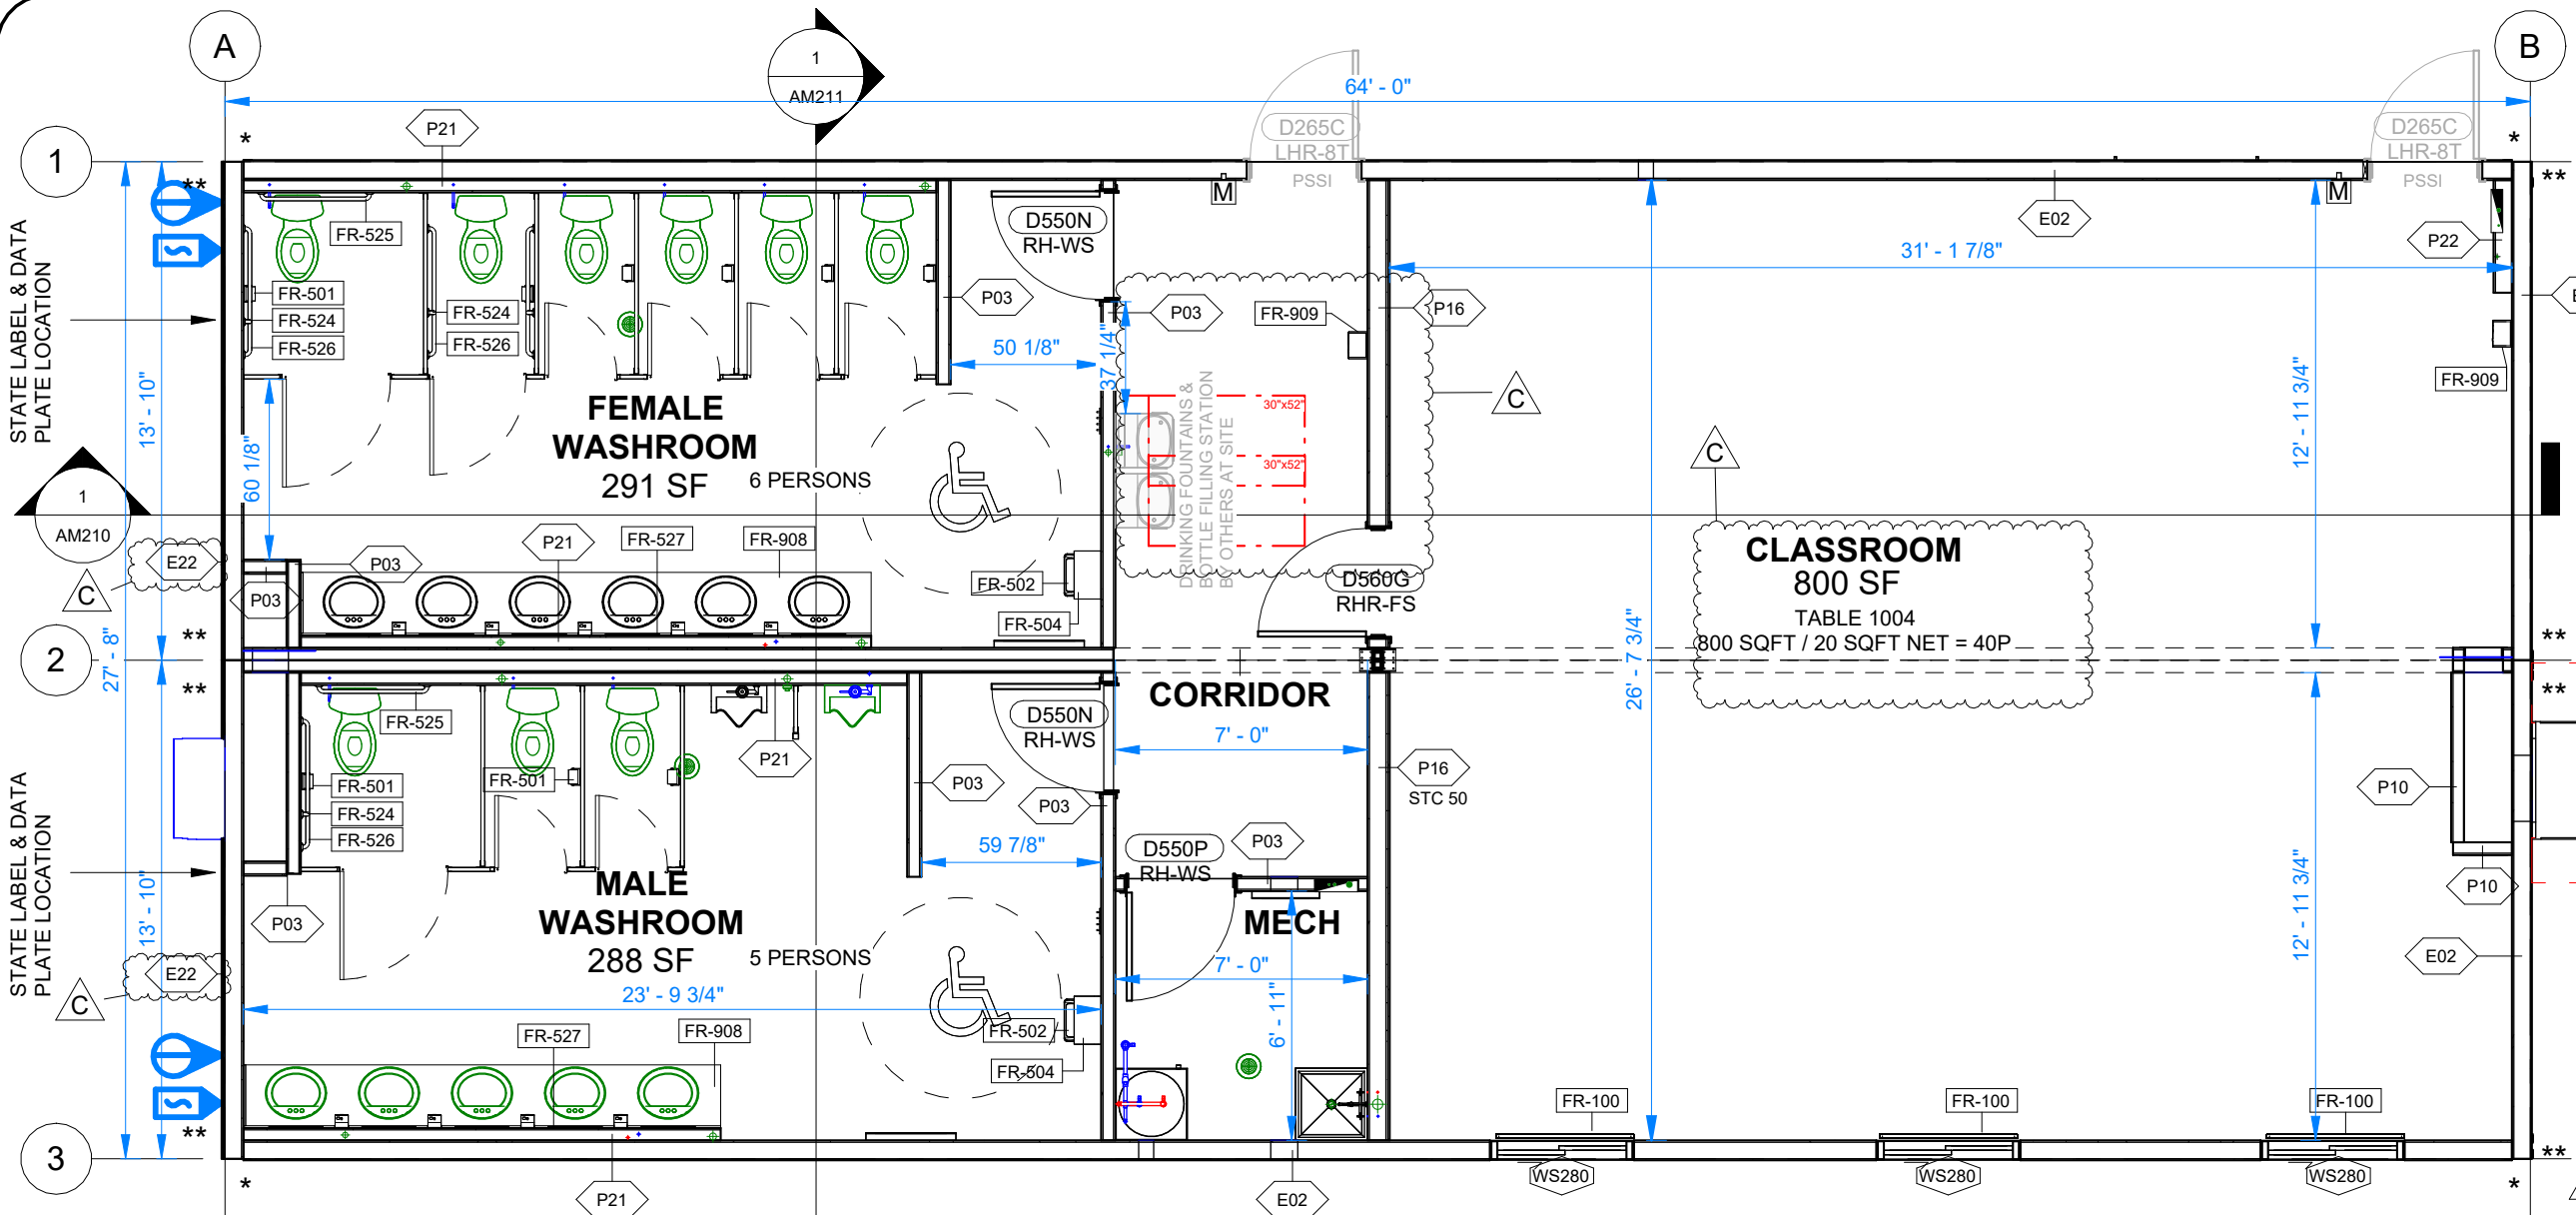 A
B
1
AM211
64' - 0"
D265C
LHR-8T
PSSI
D265C
LHR-8T
PSSI
P21
*
*
1
**
**
M
M
STATE LABEL & DATA
PLATE LOCATION
FR-525
D550N
RH-WS
E02
P22
31' - 1 7/8"
FR-501
FR-524
FR-526
FR-524
FR-526
P03
P03
FR-909
P16
50 1/8"
37 1/4"
FR-909
13' - 10"
60 1/8"
FEMALE
WASHROOM
291 SF
6 PERSONS
DRINKING FOUNTAINS &
BOTTLE FILLING STATION
BY OTHERS AT SITE
30"x52"
30"x52"
C
C
12' - 11 3/4"
1
AM210
E22
C
P03
P03
P21
FR-527
FR-908
FR-502
FR-504
D560G
RHR-FS
CLASSROOM
800 SF
TABLE 1004
800 SQFT / 20 SQFT NET = 40P
**
**
2
27' - 8"
26' - 7 3/4"
**
**
FR-525
D550N
RH-WS
CORRIDOR
7' - 0"
P21
FR-501
FR-524
FR-526
FR-501
P03
P03
P16
STC 50
P10
STATE LABEL & DATA
PLATE LOCATION
59 7/8"
D550P
RH-WS
P03
P10
P03
MALE
WASHROOM
288 SF
5 PERSONS
MECH
7' - 0"
6' - 11"
13' - 10"
12' - 11 3/4"
E02
E22
C
23' - 9 3/4"
FR-527
FR-908
FR-502
FR-504
FR-100
FR-100
FR-100
**
**
3
WS280
WS280
WS280
*
*
P21
E02